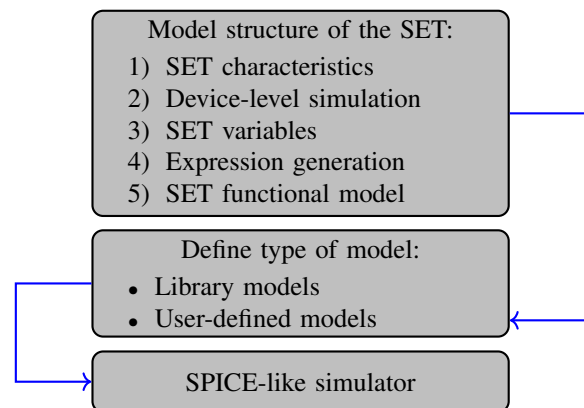 Model structure of the SET:
1) SET characteristics
2) Device-level simulation
3) SET variables
4) Expression generation
5) SET functional model
Define type of model:
• Library models
• User-defined models
SPICE-like simulator